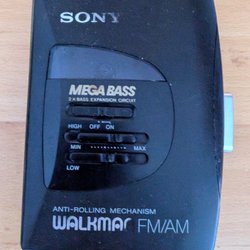 SONY
MEGA BASS
2 x BASS EXPANSION CIRCUIT
HIGH OFF ON
MIN MAX
LOW
ANTI-ROLLING MECHANISM
WALKMAN FM/AM